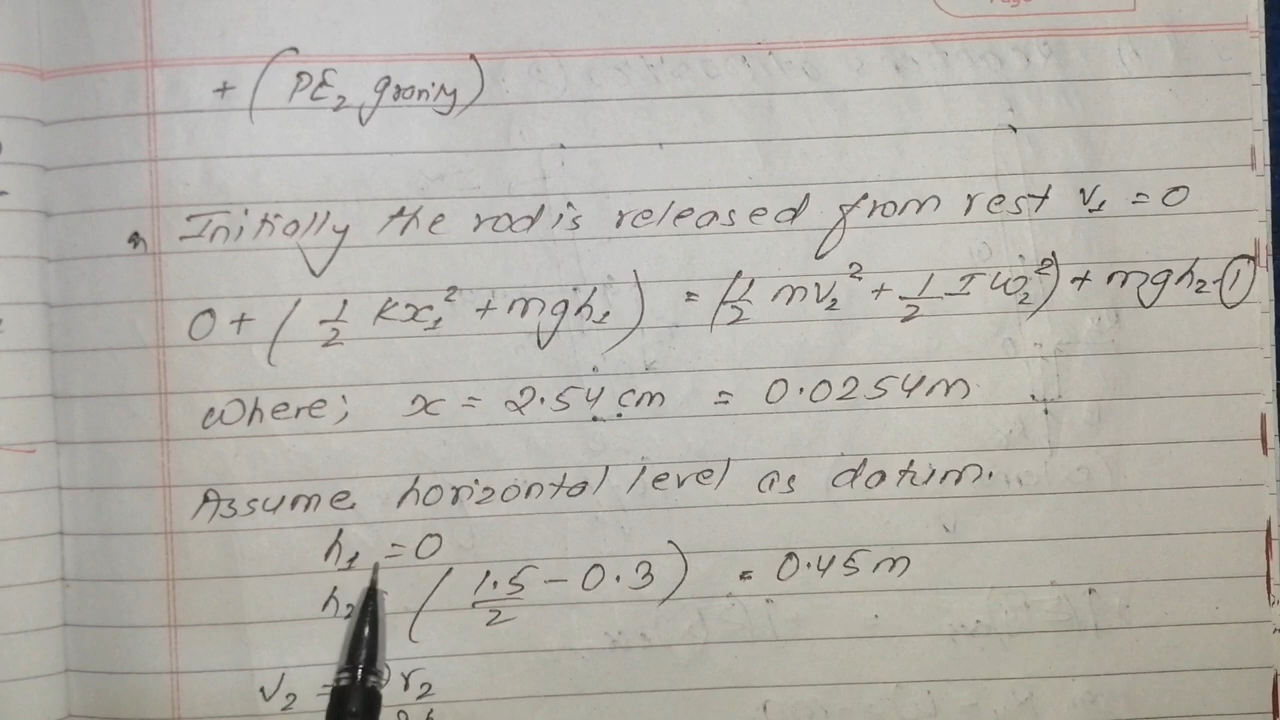 + (PE₂ gravity)
Initially the rod is released from rest v₁ = 0
0 + (1/2 Kx₁² + mgh₁) = (1/2 mv₂² + 1/2 Iω₂²) + mgh₂ - ①
Where; x = 2.54 cm = 0.0254m
Assume horizontal level as datum.
h₁ = 0
h₂ (1.5/2 - 0.3) = 0.45m
v₂ = r₂